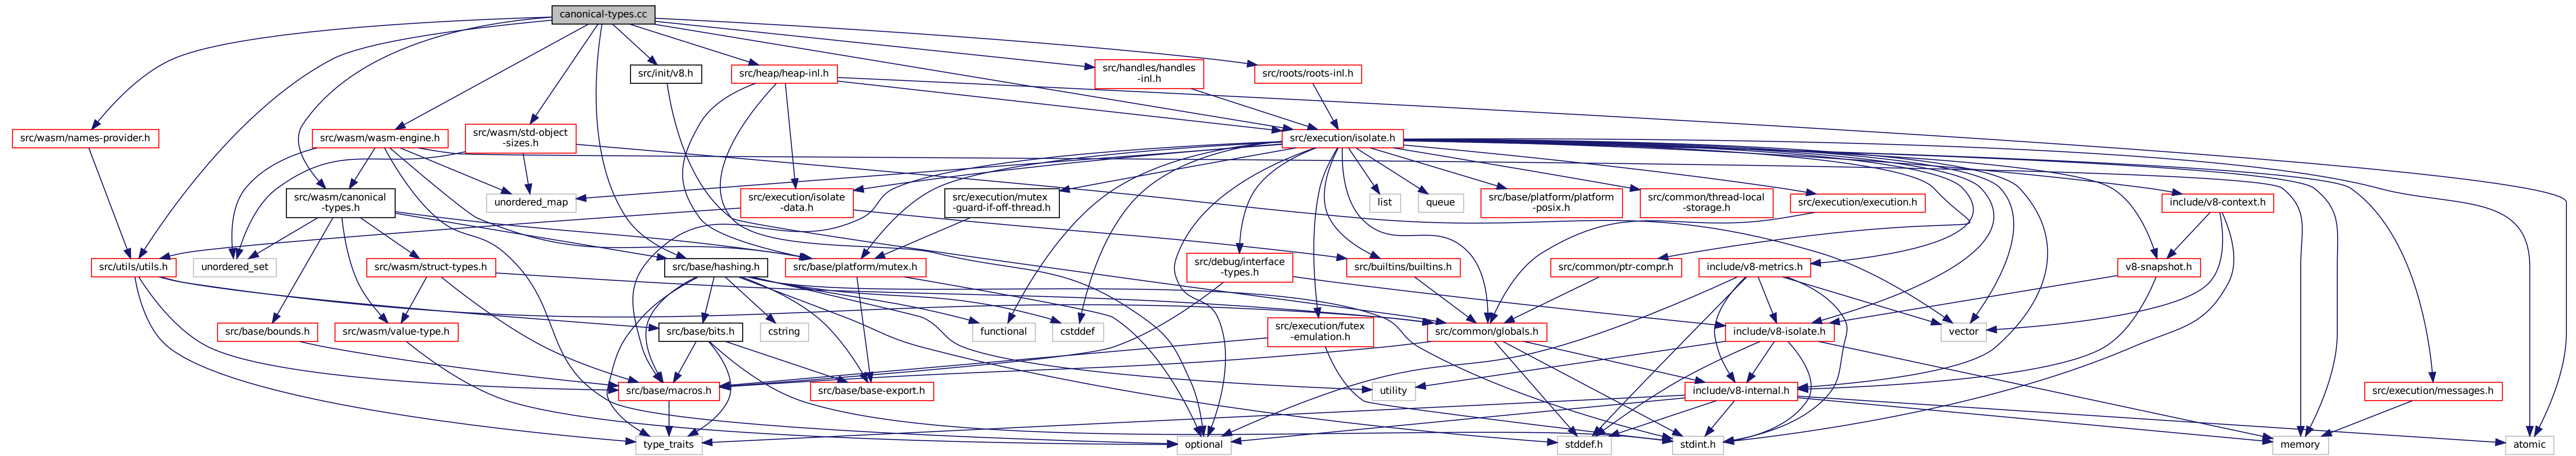 canonical-types.cc
src/init/v8.h
src/heap/heap-inl.h
src/handles/handles
-inl.h
src/roots/roots-inl.h
src/wasm/names-provider.h
src/wasm/wasm-engine.h
src/wasm/std-object
-sizes.h
src/execution/isolate.h
src/wasm/canonical
-types.h
unordered_map
src/execution/isolate
-data.h
src/execution/mutex
-guard-if-off-thread.h
list
queue
src/base/platform/platform
-posix.h
src/common/thread-local
-storage.h
src/execution/execution.h
include/v8-context.h
src/utils/utils.h
unordered_set
src/wasm/struct-types.h
src/base/hashing.h
src/base/platform/mutex.h
src/debug/interface
-types.h
src/builtins/builtins.h
src/common/ptr-compr.h
include/v8-metrics.h
v8-snapshot.h
src/base/bounds.h
src/wasm/value-type.h
src/base/bits.h
cstring
functional
cstddef
src/execution/futex
-emulation.h
src/common/globals.h
include/v8-isolate.h
vector
src/base/macros.h
src/base/base-export.h
utility
include/v8-internal.h
src/execution/messages.h
type_traits
optional
stddef.h
stdint.h
memory
atomic